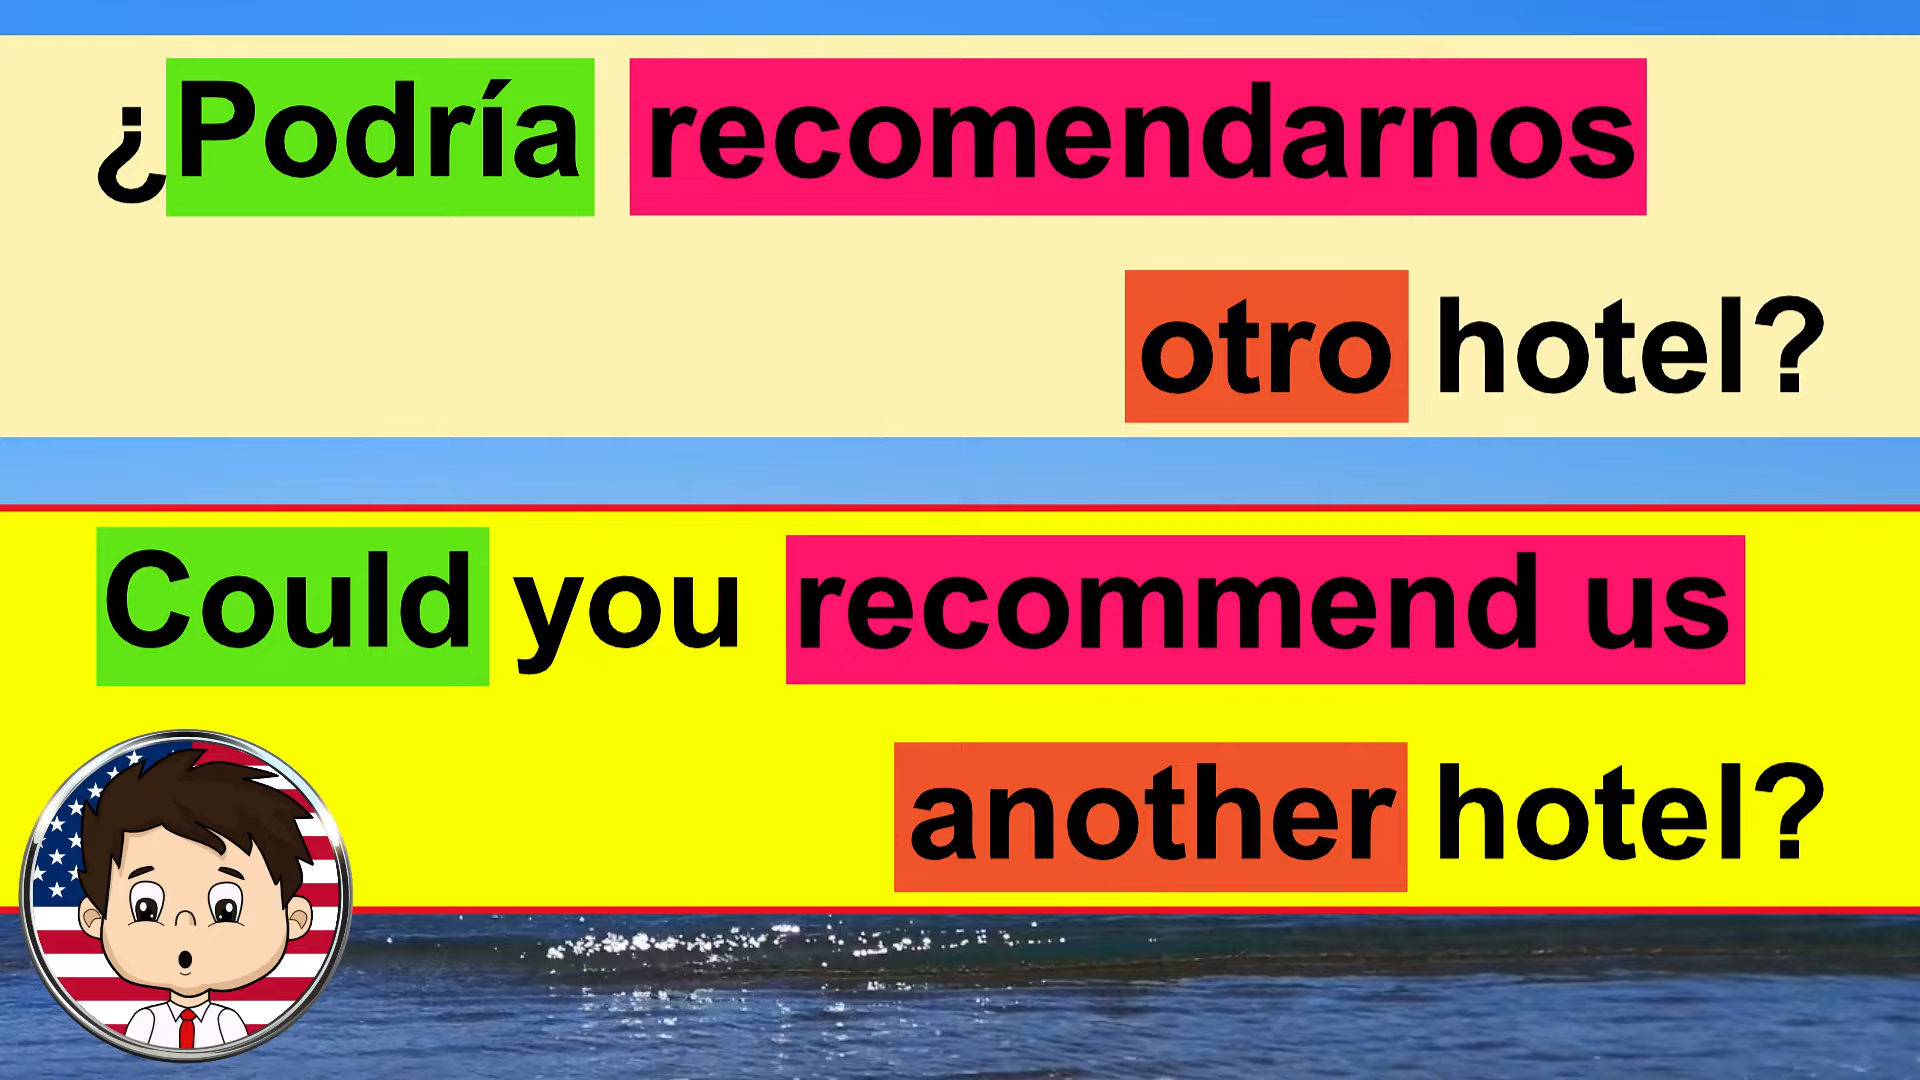 ¿Podría recomendarnos
otro hotel?
Could you recommend us
another hotel?